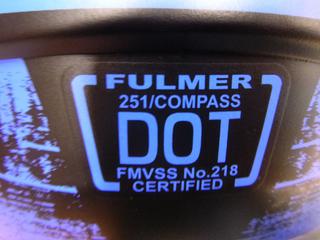 FULMER
251/COMPASS
DOT
FMVSS No.218
CERTIFIED